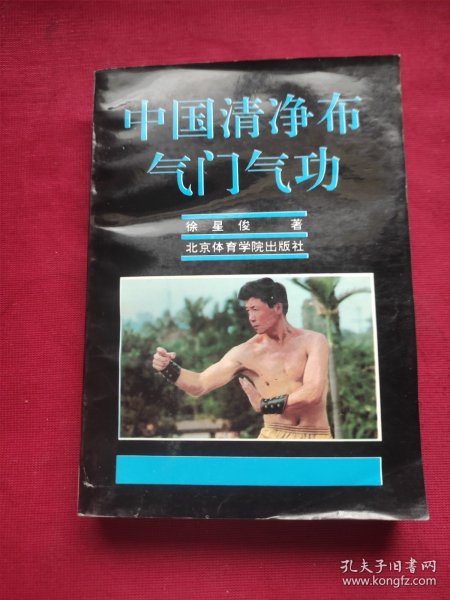 中国清净布
气门气功
徐星俊 著
北京体育学院出版社
孔夫子旧书网
www.kongfz.com